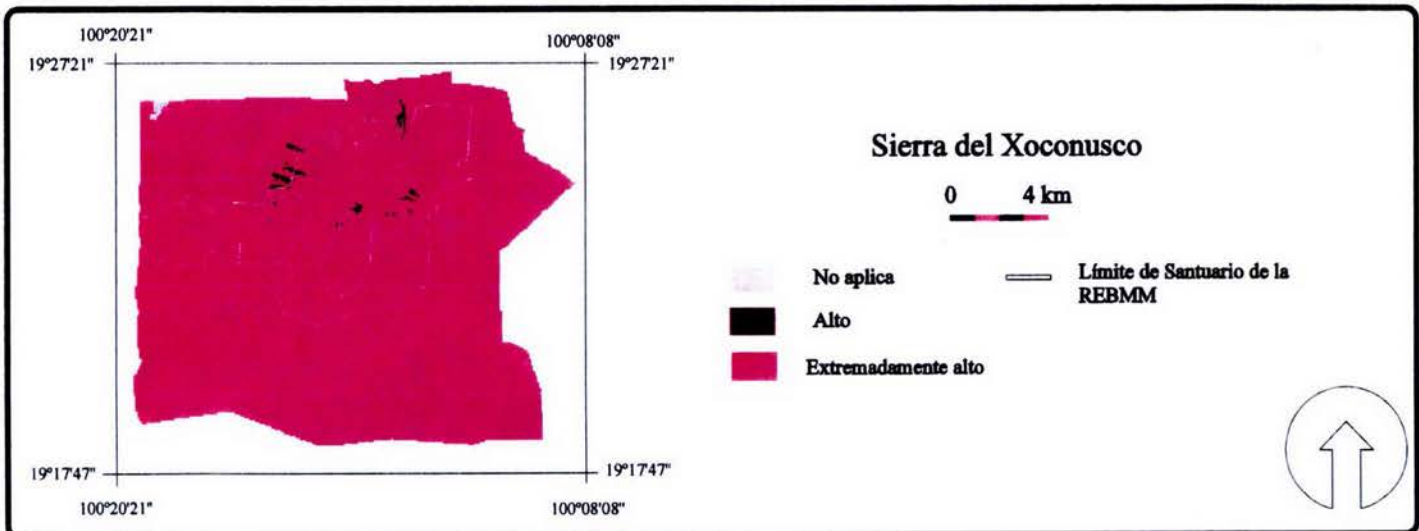 100°20'21"
100°08'08"
19°27'21"
19°27'21"
Sierra del Xoconusco
0 4 km
No aplica
Límite de Santuario de la
REBMM
Alto
Extremadamente alto
19°17'47"
19°17'47"
100°20'21"
100°08'08"